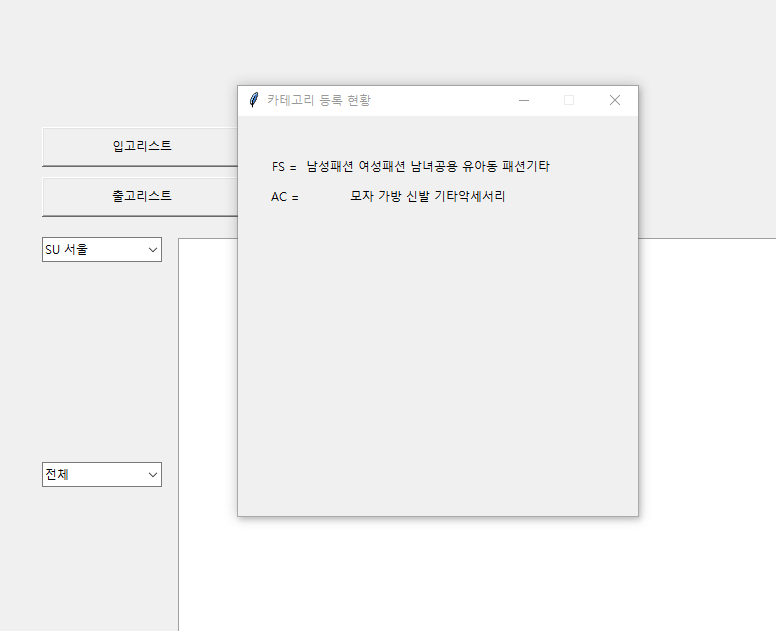 카테고리 등록 현황
입고리스트
FS = 남성패션 여성패션 남녀공용 유아동 패션기타
출고리스트
AC = 모자 가방 신발 기타악세서리
SU 서울
전체